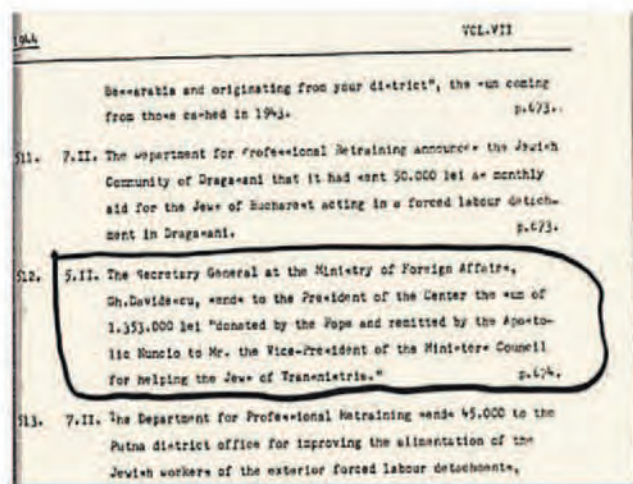 1944 VOL.VII
Bessarabia and originating from your district", the sum coming
from those cashed in 1943. p.673.
511. 7.II. The Department for Professional Retraining announces the Jewish
Community of Dragasani that it had sent 50.000 lei as monthly
aid for the Jews of Bucharest acting in a forced labour detach-
ment in Dragasani. p.673.
512. 5.II. The Secretary General at the Ministry of Foreign Affairs,
Gh.Davidescu, sends to the President of the Center the sum of
1.353.000 lei "donated by the Pope and remitted by the Aposto-
lic Nuncio to Mr. the Vice-President of the Ministers Council
for helping the Jews of Transnistria." p.674.
513. 7.II. The Department for Professional Retraining sends 45.000 to the
Putna district office for improving the alimentation of the
Jewish workers of the exterior forced labour detachments,